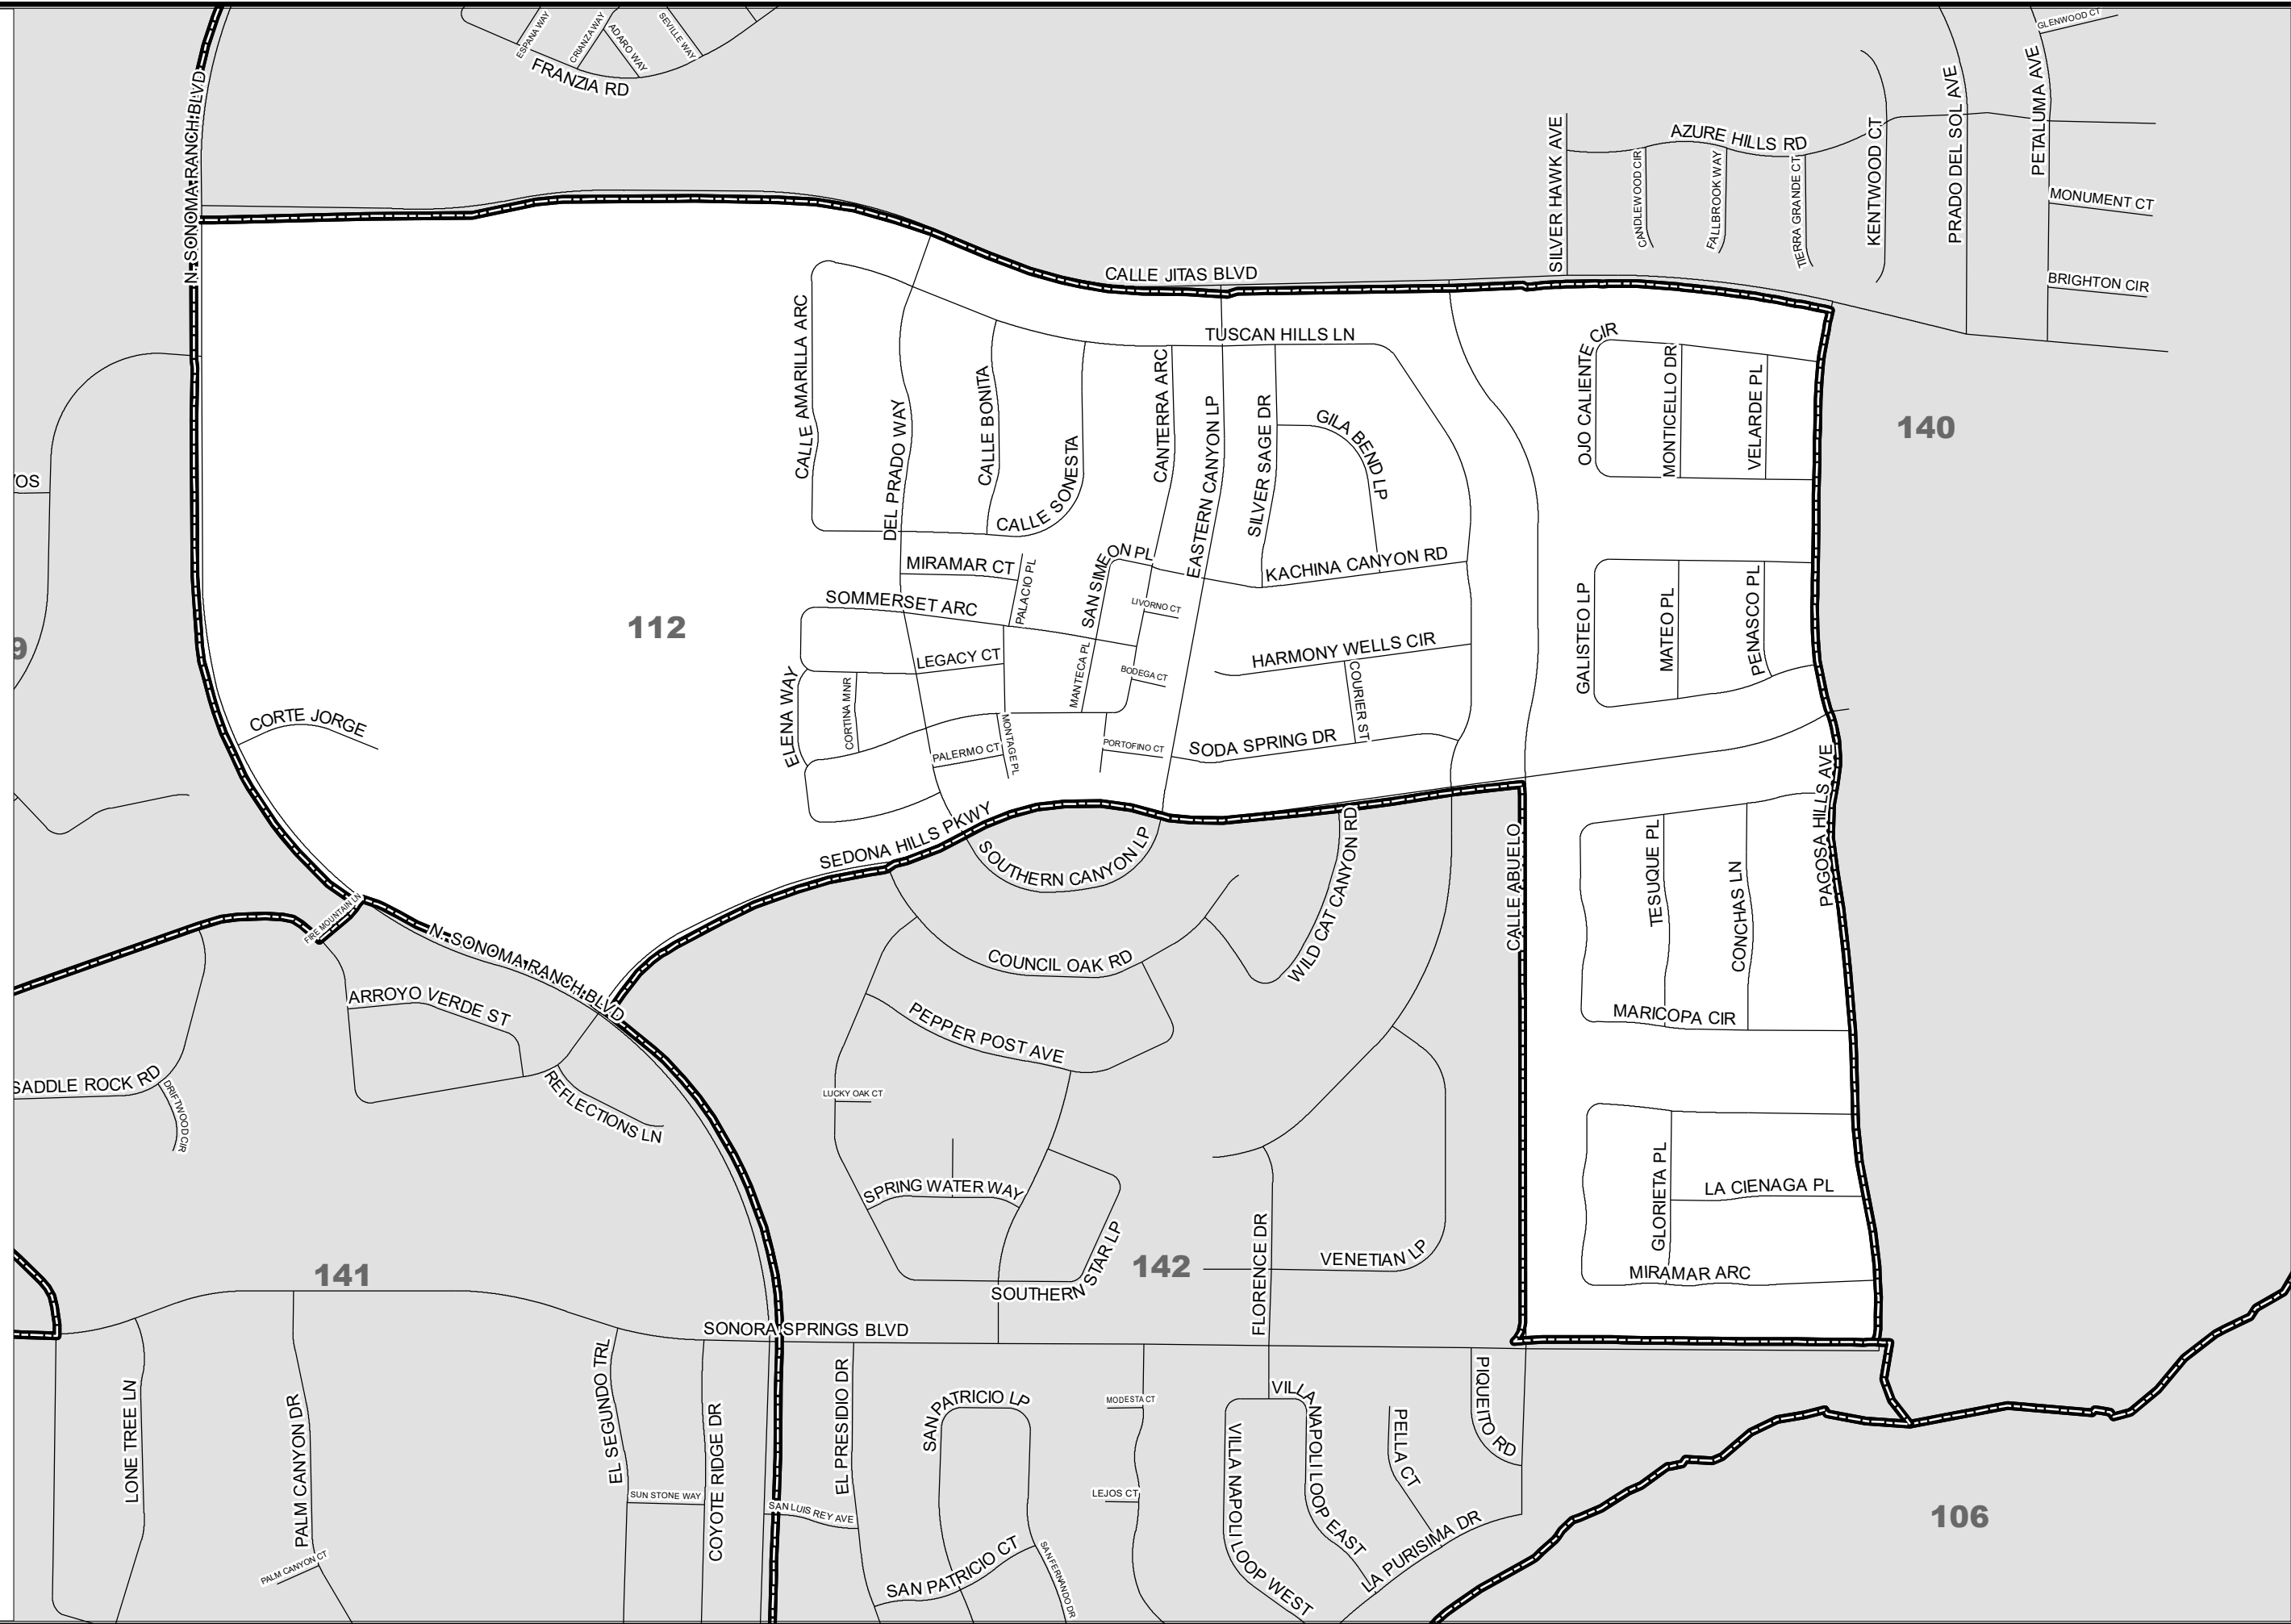 ESPANA WAY
CRIANZA WAY
ADARO WAY
SEVILLE WAY
FRANZIA RD
GLENWOOD CT
N. SONOMA RANCH BLVD
SILVER HAWK AVE
AZURE HILLS RD
CANDLEWOOD CIR
FALLBROOK WAY
TIERRA GRANDE CT
KENTWOOD CT
PRADO DEL SOL AVE
PETALUMA AVE
MONUMENT CT
BRIGHTON CIR
CALLE JITAS BLVD
TUSCAN HILLS LN
CALLE AMARILLA ARC
DEL PRADO WAY
CALLE BONITA
CALLE SONESTA
CANTERRA ARC
EASTERN CANYON LP
SILVER SAGE DR
GILA BEND LP
OJO CALIENTE CIR
MONTICELLO DR
VELARDE PL
140
OS
MIRAMAR CT
PALACIO PL
SAN SIMEON PL
KACHINA CANYON RD
SOMMERSET ARC
LIVORNO CT
112
9
GALISTEO LP
MATEO PL
PENASCO PL
LEGACY CT
MANTECA PL
BODEGA CT
HARMONY WELLS CIR
COURIER ST
ELENA WAY
CORTINA MNR
CORTE JORGE
PALERMO CT
MONTAGE PL
PORTOFINO CT
SODA SPRING DR
PAGOSA HILLS AVE
SEDONA HILLS PKWY
SOUTHERN CANYON LP
WILD CAT CANYON RD
CALLE ABUELO
TESUQUE PL
CONCHAS LN
FIRE MOUNTAIN LN
N. SONOMA RANCH BLVD
COUNCIL OAK RD
ARROYO VERDE ST
PEPPER POST AVE
MARICOPA CIR
SADDLE ROCK RD
DRIFTWOOD CIR
REFLECTIONS LN
LUCKY OAK CT
SPRING WATER WAY
GLORIETA PL
LA CIENAGA PL
SOUTHERN STAR LP
FLORENCE DR
VENETIAN LP
MIRAMAR ARC
141
142
SONORA SPRINGS BLVD
LONE TREE LN
PALM CANYON DR
EL SEGUNDO TRL
COYOTE RIDGE DR
EL PRESIDIO DR
SAN PATRICIO LP
MODESTA CT
VILLA NAPOLI LOOP EAST
VILLA NAPOLI LOOP WEST
PELLA CT
PIQUEITO RD
SUN STONE WAY
SAN LUIS REY AVE
LEJOS CT
106
PALM CANYON CT
SAN PATRICIO CT
SAN FERNANDO DR
LA PURISIMA DR